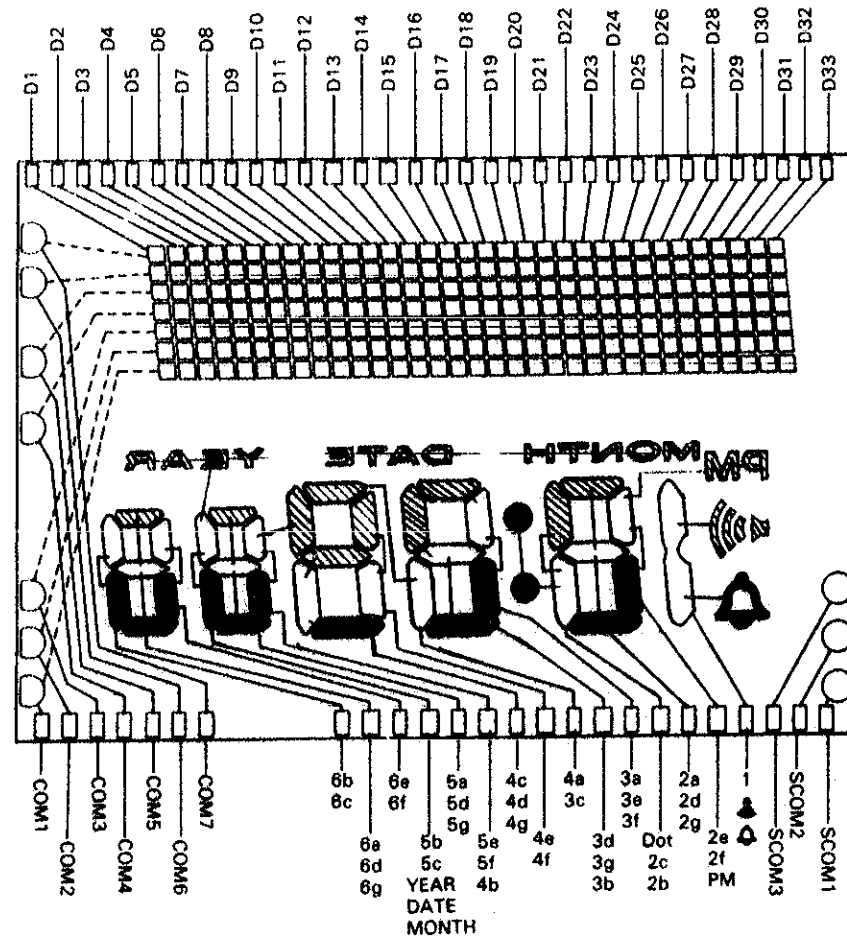 D1
D2
D3
D4
D5
D6
D7
D8
D9
D10
D11
D12
D13
D14
D15
D16
D17
D18
D19
D20
D21
D22
D23
D24
D25
D26
D27
D28
D29
D30
D31
D32
D33
YEAR
DATE
MONTH
PM
COM1
COM2
COM3
COM4
COM5
COM6
COM7
6b
6c
6a
6d
6g
6e
6f
5b
5c
YEAR
DATE
MONTH
5a
5d
5g
5e
5f
4b
4c
4d
4g
4e
4f
4a
3c
3d
3g
3b
3a
3e
3f
Dot
2c
2b
2a
2d
2g
2e
2f
PM
1
SCOM3
SCOM2
SCOM1